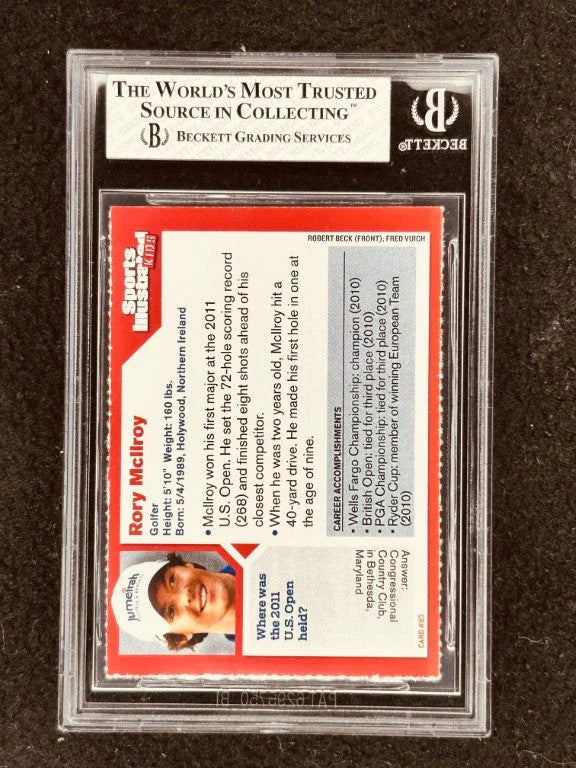 THE WORLD'S MOST TRUSTED
SOURCE IN COLLECTING™
B BECKETT GRADING SERVICES
B
BECKETT
Sports
Illustrated
KIDS
ROBERT BECK (FRONT); FRED VUICH
Rory McIlroy
Golfer
Height: 5'10" Weight: 160 lbs.
Born: 5/4/1989, Holywood, Northern Ireland
• McIlroy won his first major at the 2011
U.S. Open. He set the 72-hole scoring record
(268) and finished eight shots ahead of his
closest competitor.
• When he was two years old, McIlroy hit a
40-yard drive. He made his first hole in one at
the age of nine.
CAREER ACCOMPLISHMENTS
• Wells Fargo Championship: champion (2010)
• British Open: tied for third place (2010)
• PGA Championship: tied for third place (2010)
• Ryder Cup: member of winning European Team
(2010)
Jumeirah
Where was
the 2011
U.S. Open
held?
Answer:
Congressional
Country Club,
in Bethesda,
Maryland
CARD #83